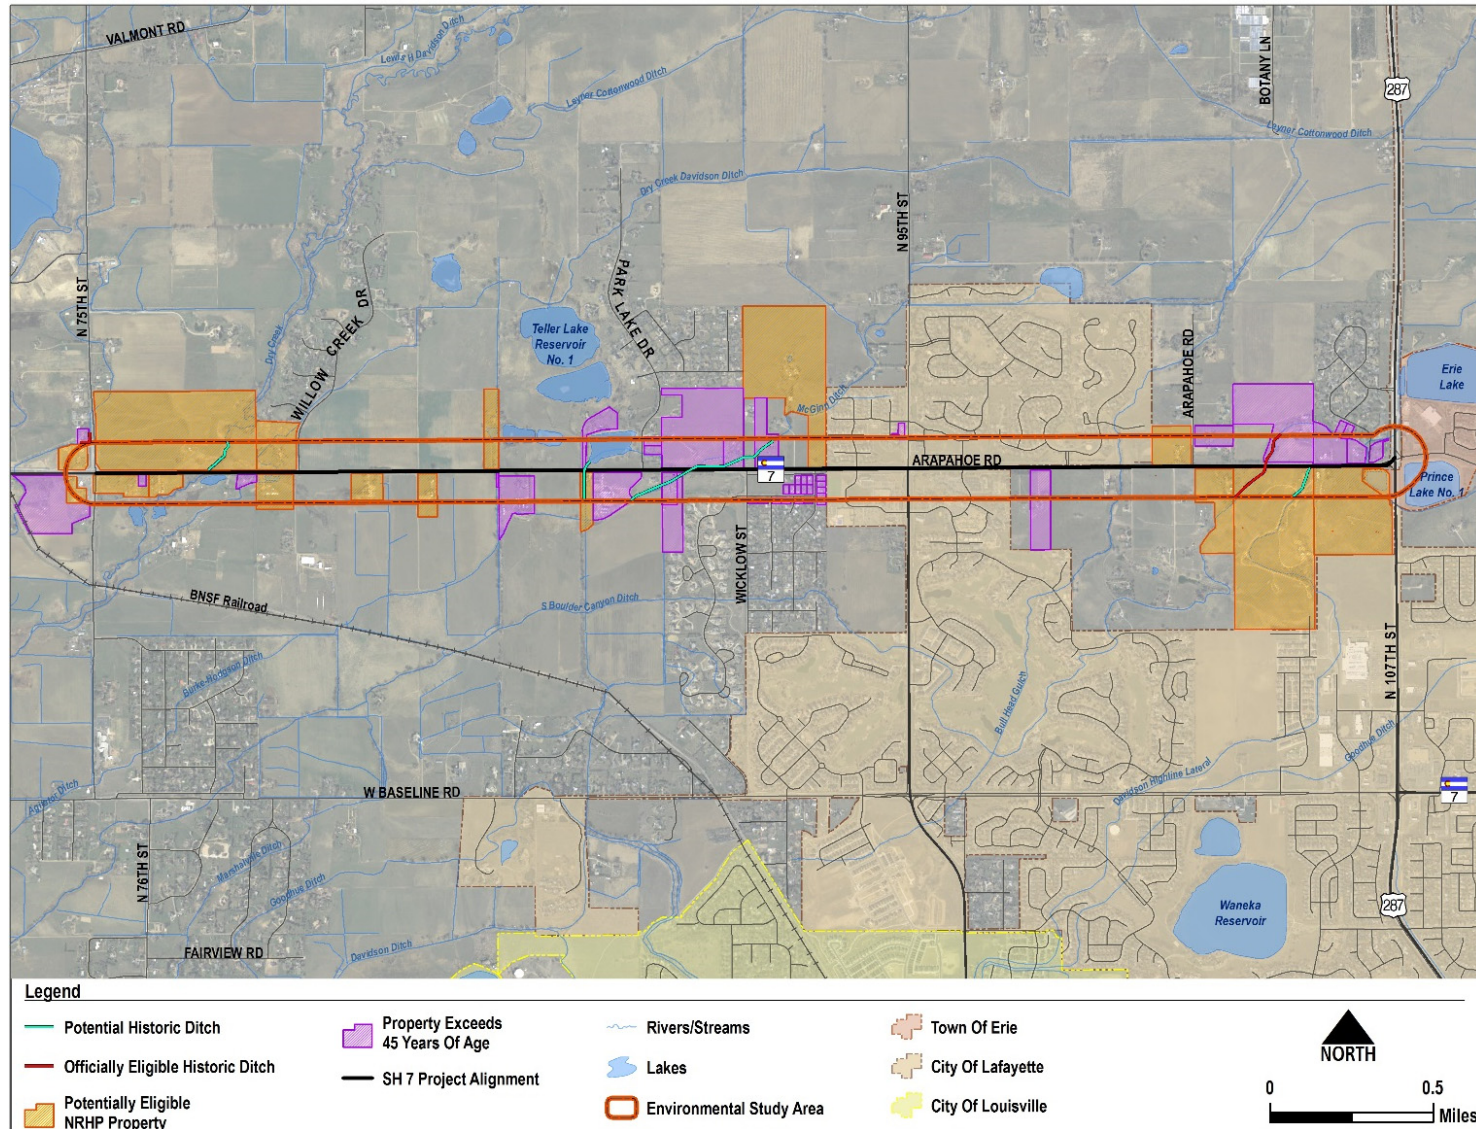 VALMONT RD
Lewis H Davidson Ditch
Leyner Cottonwood Ditch
BOTANY LN
287
Leyner Cottonwood Ditch
Dry Creek Davidson Ditch
N 95TH ST
N 75TH ST
Dry Creek
WILLOW CREEK DR
PARK LAKE DR
Teller Lake
Reservoir
No. 1
McGinn Ditch
ARAPAHOE RD
Erie
Lake
ARAPAHOE RD
C
7
Prince
Lake No. 1
WICKLOW ST
BNSF Railroad
S Boulder Canyon Ditch
N 107TH ST
Burke-Hodgson Ditch
Bull Head Gulch
Goodhue Ditch
Davidson Highline Lateral
W BASELINE RD
C
7
N 76TH ST
Marshalville Ditch
Goodhue Ditch
Waneka
Reservoir
287
FAIRVIEW RD
Davidson Ditch
Legend
Potential Historic Ditch
Officially Eligible Historic Ditch
Potentially Eligible
NRHP Property
Property Exceeds
45 Years Of Age
SH 7 Project Alignment
Rivers/Streams
Lakes
Environmental Study Area
Town Of Erie
City Of Lafayette
City Of Louisville
NORTH
0 0.5
Miles